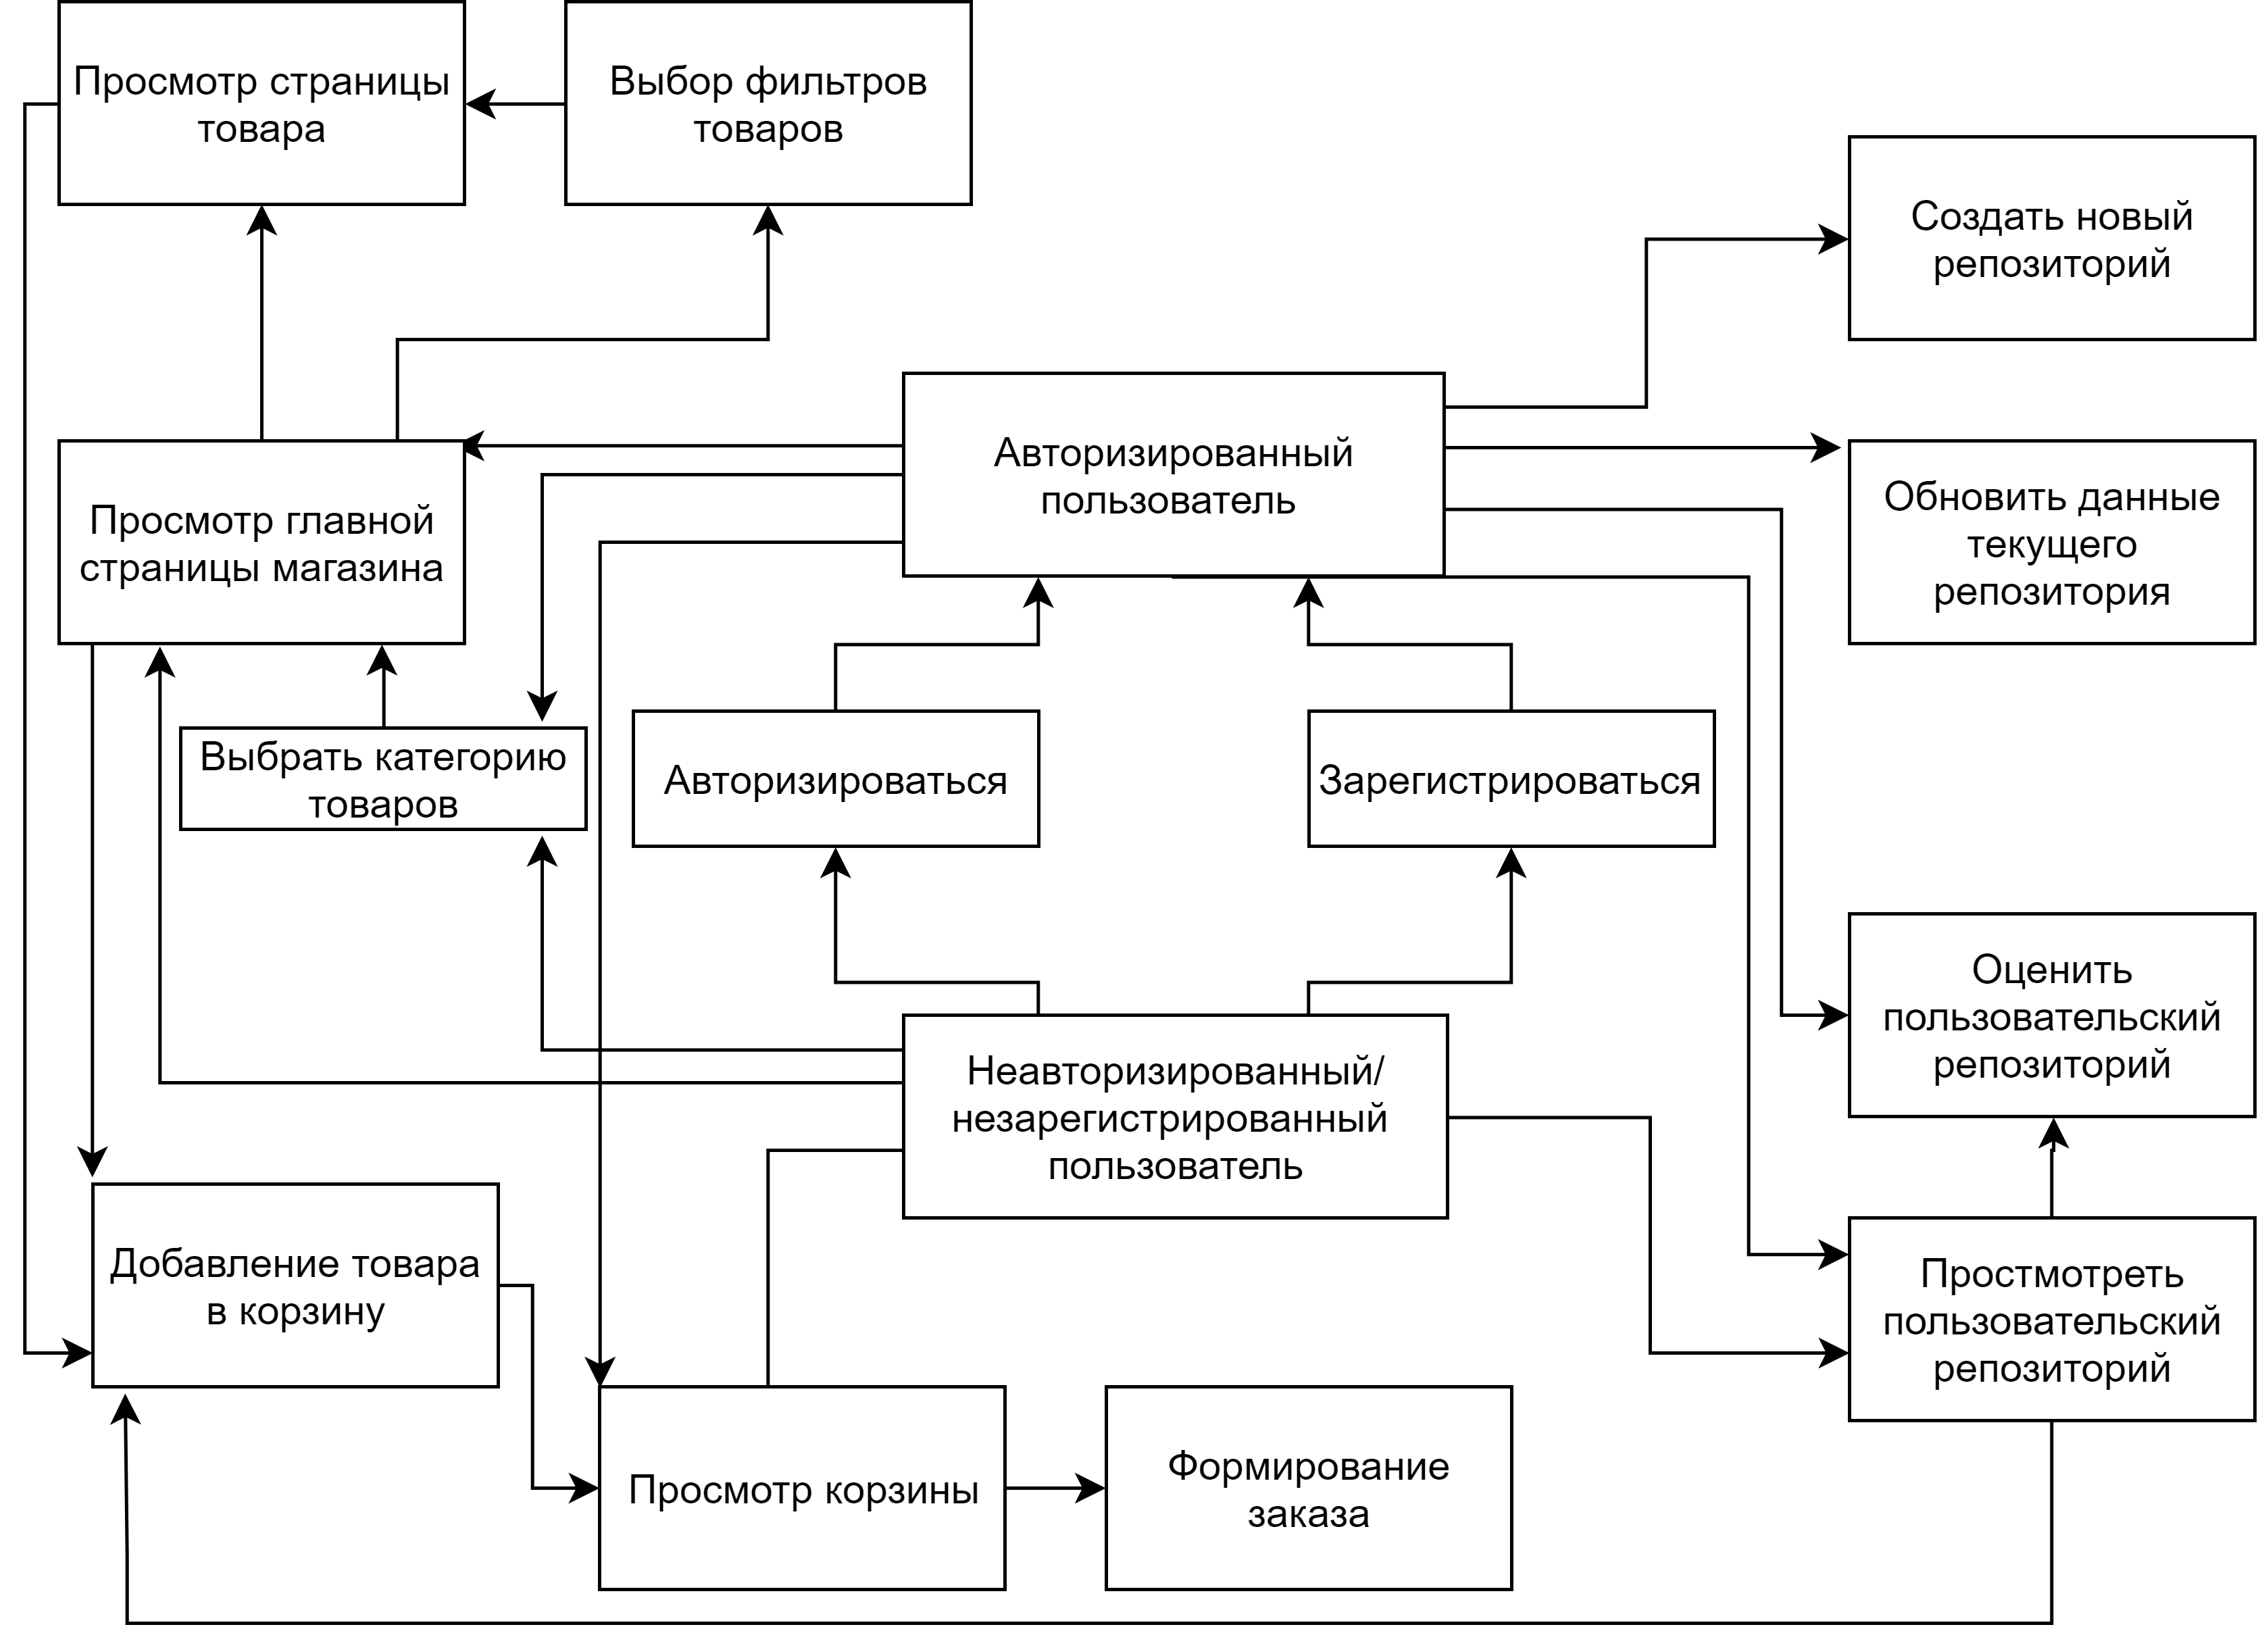 Просмотр страницы
товара
Выбор фильтров
товаров
Создать новый
репозиторий
Авторизированный
пользователь
Просмотр главной
страницы магазина
Обновить данные
текущего
репозитория
Выбрать категорию
товаров
Авторизироваться
Зарегистрироваться
Оценить
пользовательский
репозиторий
Неавторизированный/
незарегистрированный
пользователь
Добавление товара
в корзину
Простмотреть
пользовательский
репозиторий
Просмотр корзины
Формирование
заказа